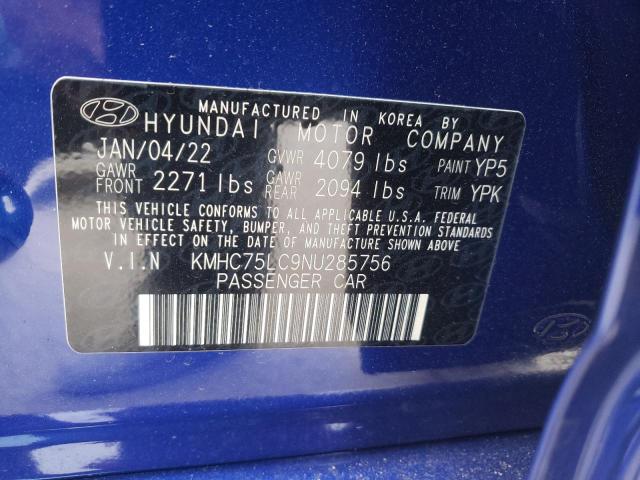 MANUFACTURED IN KOREA BY
HYUNDAI MOTOR COMPANY
JAN/04/22 GVWR 4079 lbs PAINT YP5
GAWR FRONT 2271 lbs GAWR REAR 2094 lbs TRIM YPK
THIS VEHICLE CONFORMS TO ALL APPLICABLE U.S.A. FEDERAL
MOTOR VEHICLE SAFETY, BUMPER, AND THEFT PREVENTION STANDARDS
IN EFFECT ON THE DATE OF MANUFACTURE SHOWN ABOVE.
V.I.N KMHC75LC9NU285756
PASSENGER CAR